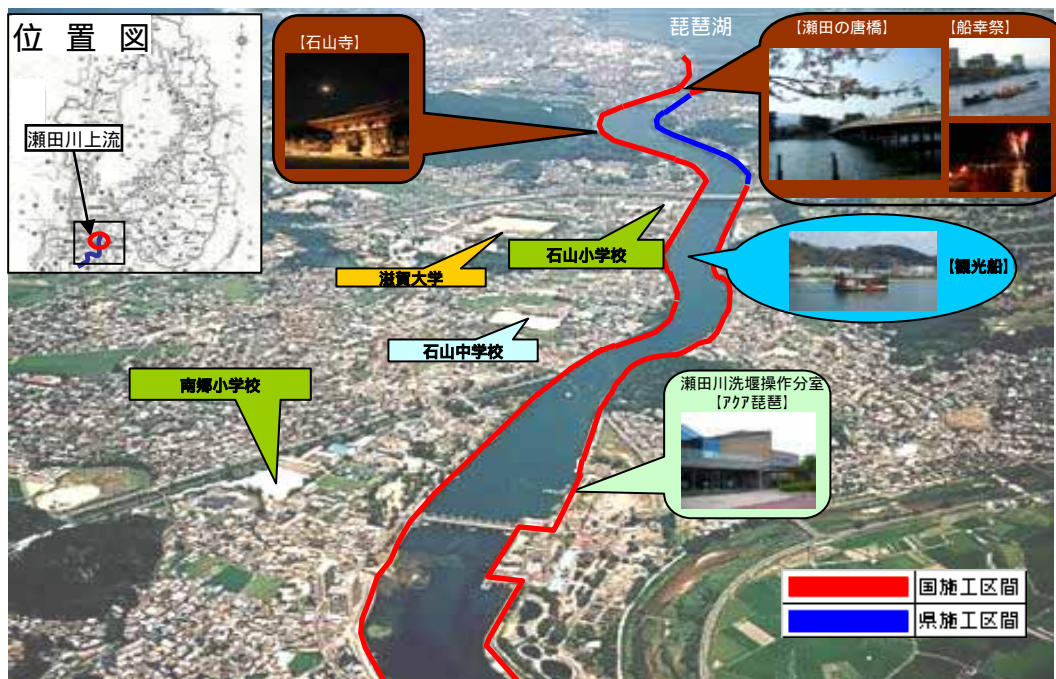 位置図
瀬田川上流
【石山寺】
琵琶湖
【瀬田の唐橋】
【船幸祭】
石山小学校
滋賀大学
【観光船】
石山中学校
南郷小学校
瀬田川洗堰操作分室
【アクア琵琶】
国施工区間
県施工区間